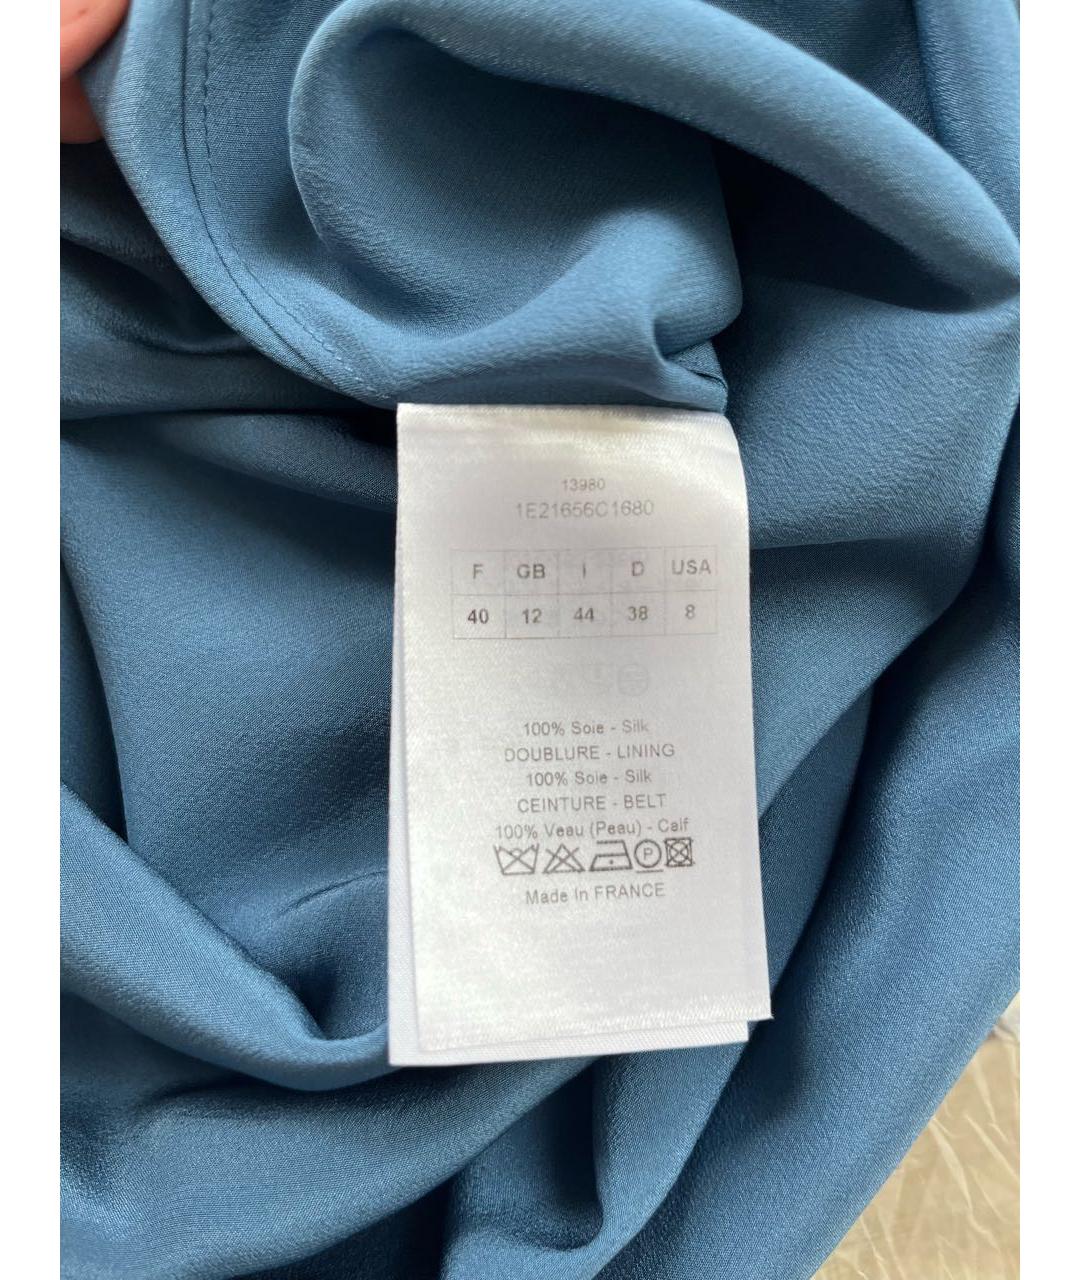 13980
1E21656C1680
F GB I D USA
40 12 44 38 8
100% Soie - Silk
DOUBLURE - LINING
100% Soie - Silk
CEINTURE - BELT
100% Veau (Peau) - Calf
P
Made In FRANCE